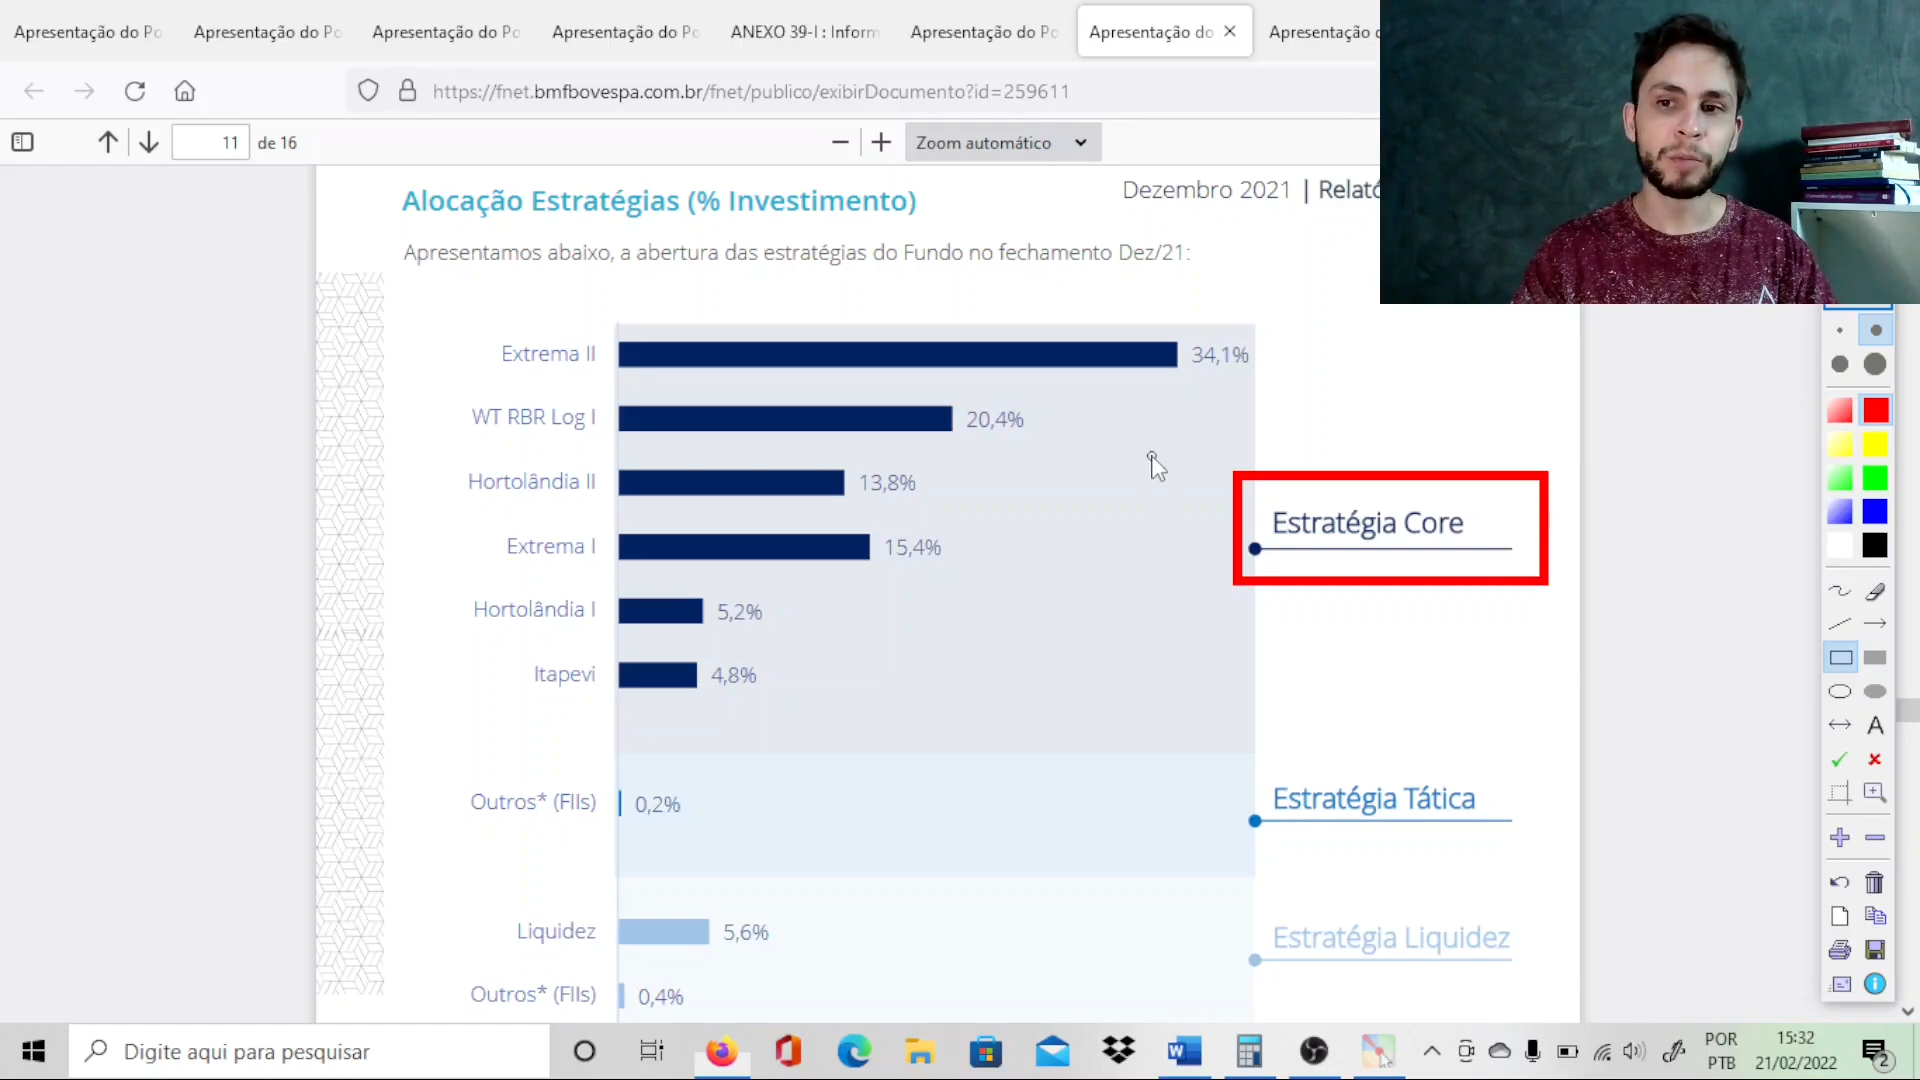 Apresentação do Po
Apresentação do Po
Apresentação do Po
Apresentação do Po
ANEXO 39-I : Inform
Apresentação do Po
Apresentação do
Apresentação d
https://fnet.bmfbovespa.com.br/fnet/publico/exibirDocumento?id=259611
11 de 16
Zoom automático
Alocação Estratégias (% Investimento)
Dezembro 2021 | Relató
Apresentamos abaixo, a abertura das estratégias do Fundo no fechamento Dez/21:
Extrema II 34,1%
WT RBR Log I 20,4%
Hortolândia II 13,8%
Extrema I 15,4%
Estratégia Core
Hortolândia I 5,2%
Itapevi 4,8%
Outros* (FIIs) 0,2%
Estratégia Tática
Liquidez 5,6%
Estratégia Liquidez
Outros* (FIIs) 0,4%
A
Digite aqui para pesquisar
POR
PTB
15:32
21/02/2022
2